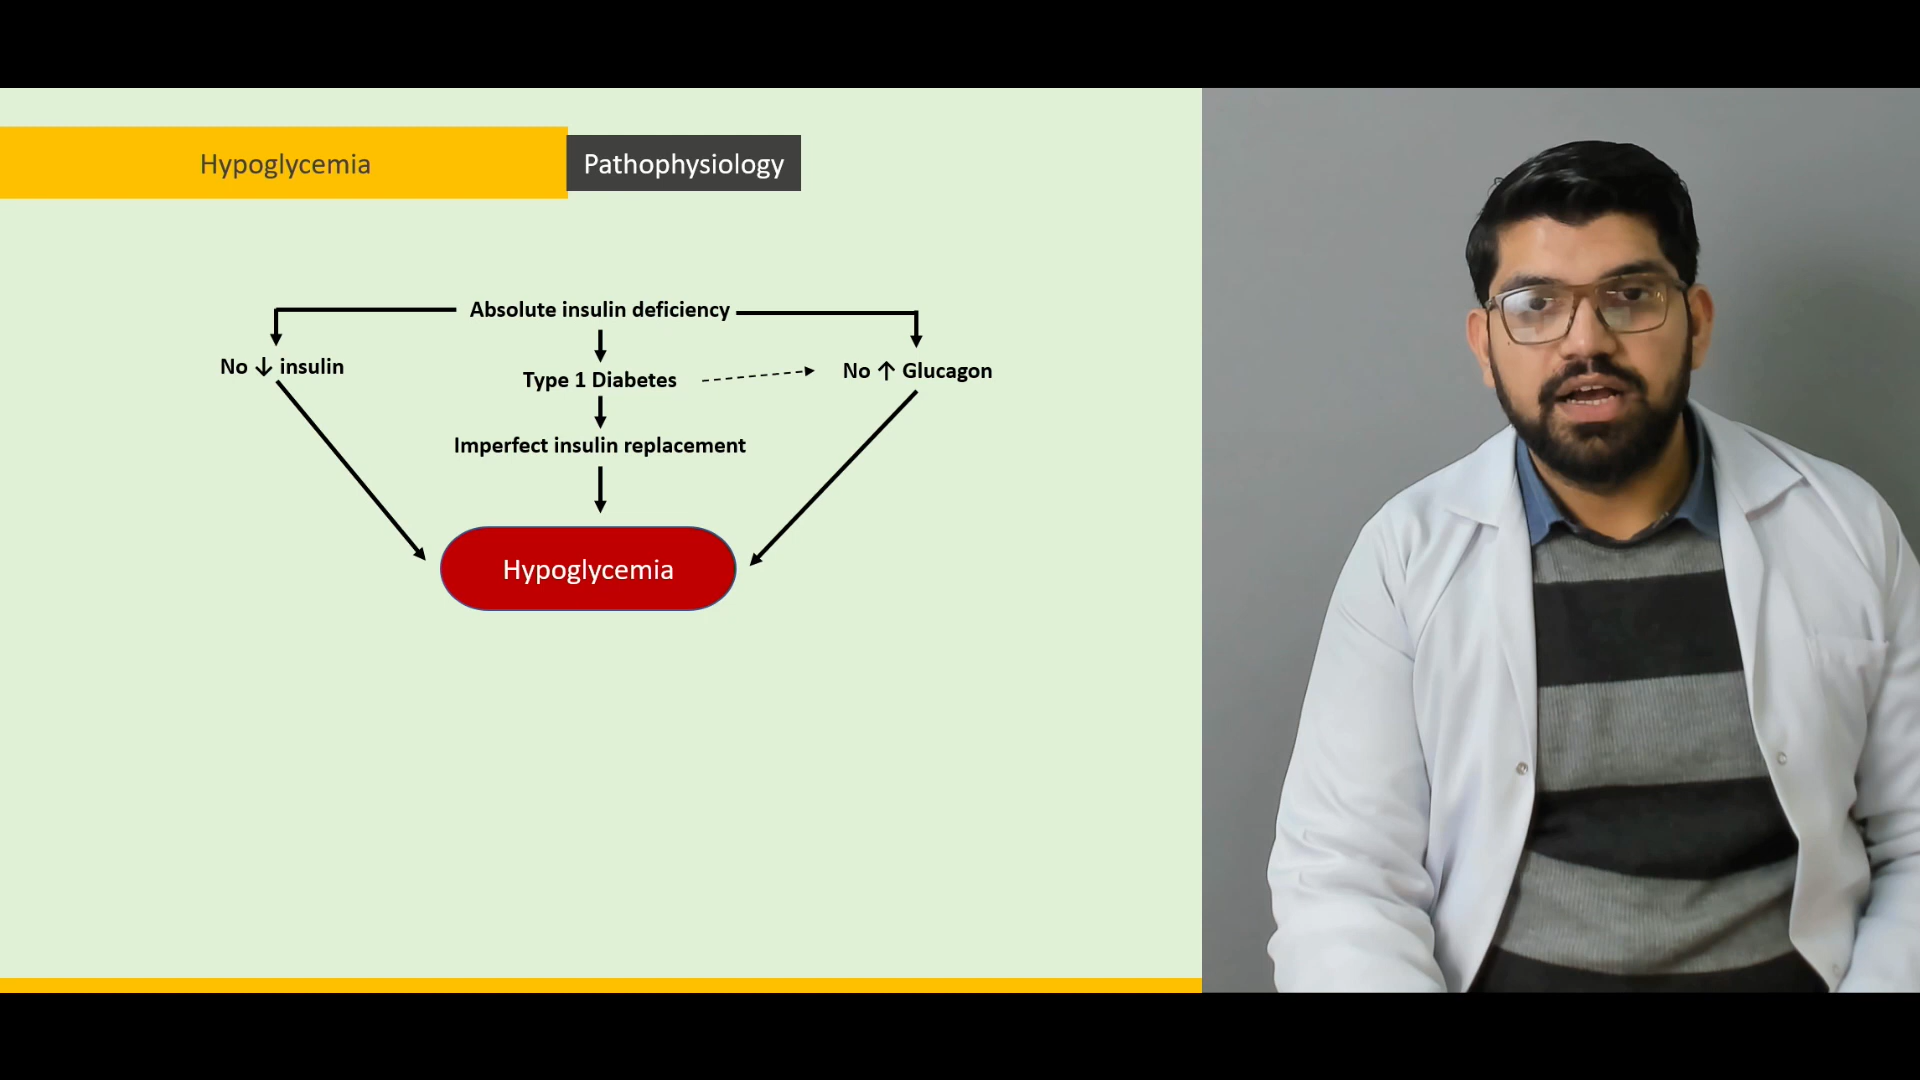 Hypoglycemia
Pathophysiology
Absolute insulin deficiency
No ↓ insulin
Type 1 Diabetes
No ↑ Glucagon
Imperfect insulin replacement
Hypoglycemia